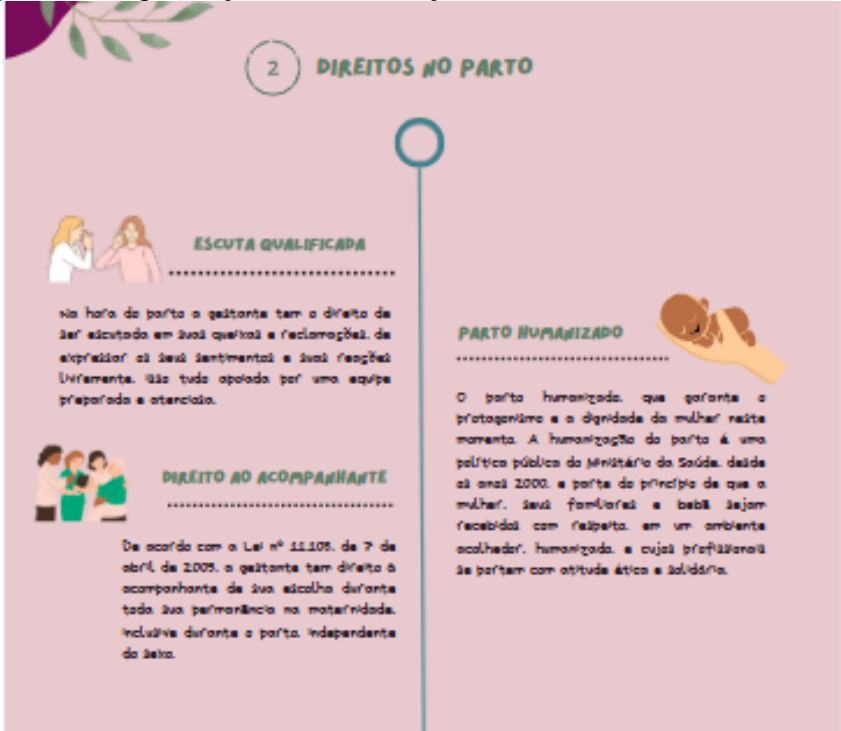 2
DIREITOS NO PARTO
ESCUTA QUALIFICADA
Na hora do parto a gestante tem o direito de
ser escutada em suas queixas e reclamações, de
expressar os seus sentimentos e suas reações
livremente. Isso tudo apoiada por uma equipe
preparada e atenciosa.
DIREITO AO ACOMPANHANTE
De acordo com a Lei nº 11.105, de 7 de
abril de 2005, a gestante tem direito à
acompanhante de sua escolha durante
toda sua permanência na maternidade,
inclusive durante o parto, independente
do sexo.
PARTO HUMANIZADO
O parto humanizado, que garante o
protagonismo e a dignidade da mulher neste
momento. A humanização do parto é uma
política pública do Ministério da Saúde, desde
os anos 2000, e parte do princípio de que a
mulher, seus familiares e bebê sejam
recebidos com respeito, em um ambiente
acolhedor, humanizado, e cujos profissionais
se portem com atitude ética e solidária.